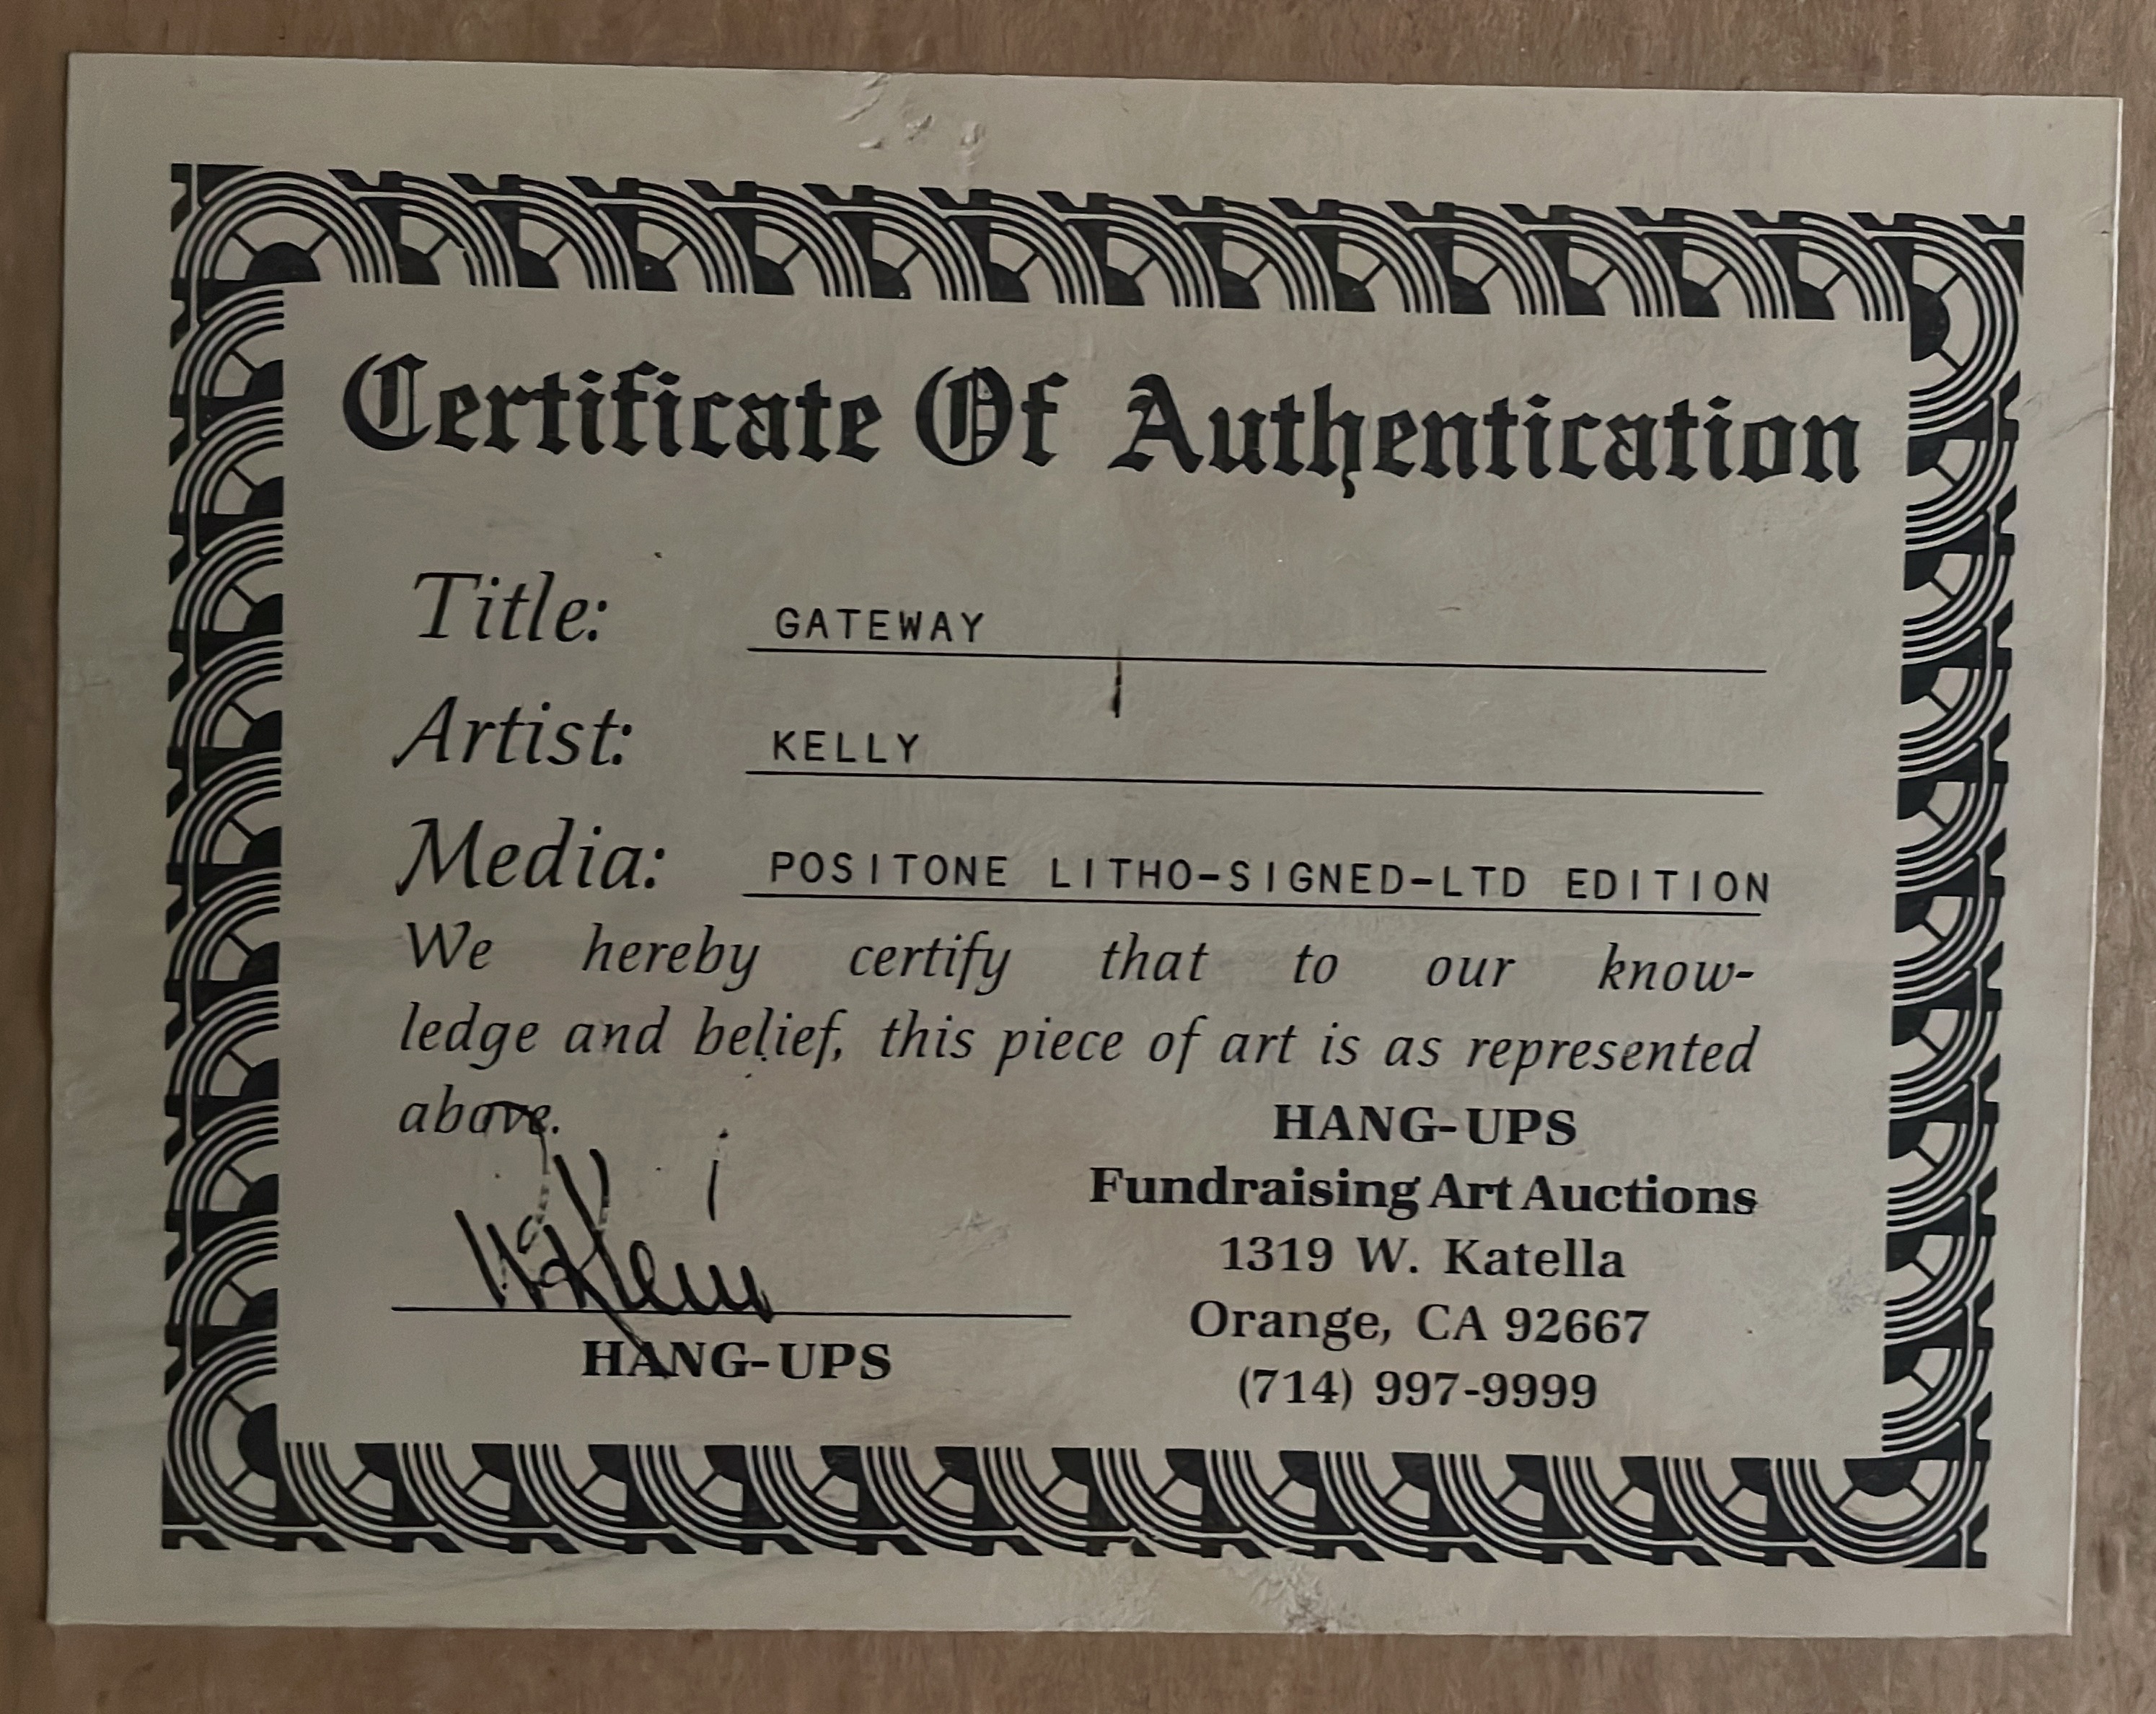 Certificate Of Authentication
Title: GATEWAY
Artist: KELLY
Media: POSITONE LITHO-SIGNED-LTD EDITION
We hereby certify that to our know-
ledge and belief, this piece of art is as represented
above.
HANG-UPS
HANG-UPS
Fundraising Art Auctions
1319 W. Katella
Orange, CA 92667
(714) 997-9999